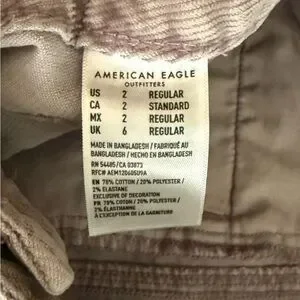 AMERICAN EAGLE
OUTFITTERS
US 2 REGULAR
CA 2 STANDARD
MX 2 REGULAR
UK 6 REGULAR
MADE IN BANGLADESH / FABRIQUÉ AU
BANGLADESH / HECHO EN BANGLADESH
RN 54485/CA 03873
RFC# AEM120605U9A
EN 78% COTTON / 20% POLYESTER /
2% ELASTANE
EXCLUSIVE OF DECORATION
FR 78% COTON / 20% POLYESTER /
2% ÉLASTHANNE
À L'EXCEPTION DE LA GARNITURE